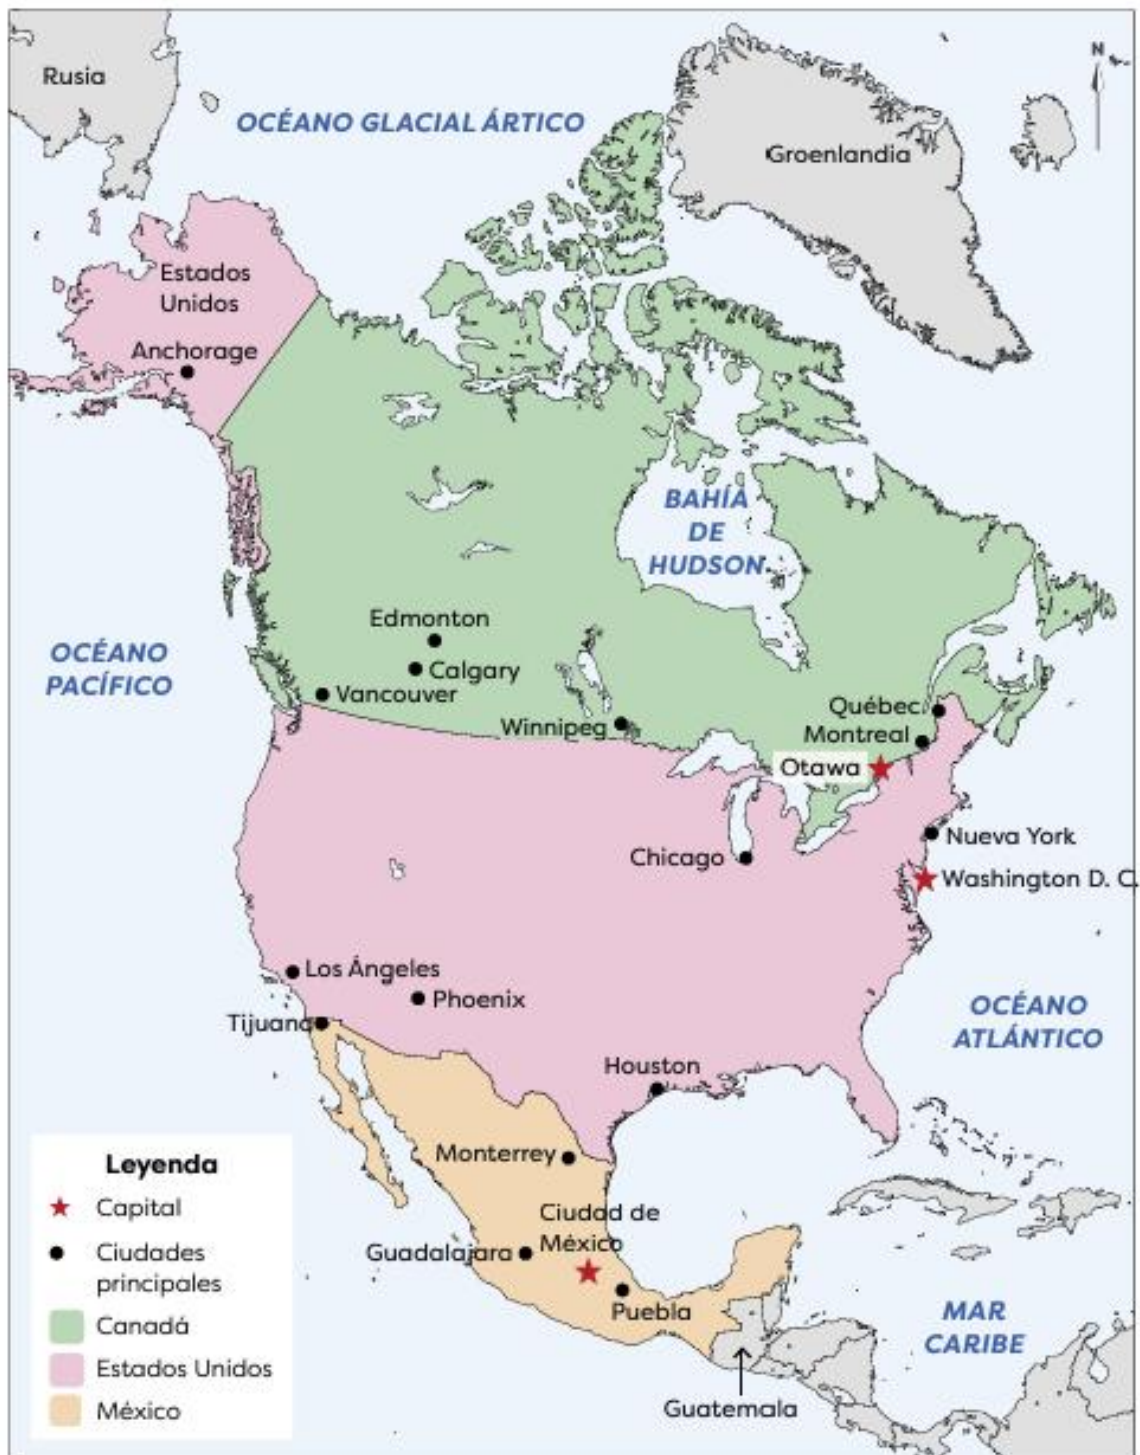 Rusia
N
OCÉANO GLACIAL ÁRTICO
Groenlandia
Estados
Unidos
Anchorage
BAHÍA
DE
HUDSON
Edmonton
OCÉANO
PACÍFICO
Calgary
Vancouver
Québec
Winnipeg
Montreal
Otawa
Nueva York
Chicago
Washington D. C.
Los Ángeles
Phoenix
OCÉANO
ATLÁNTICO
Tijuana
Houston
Monterrey
Ciudad de
México
Guadalajara
Puebla
MAR
CARIBE
Guatemala
Leyenda
Capital
Ciudades
principales
Canadá
Estados Unidos
México